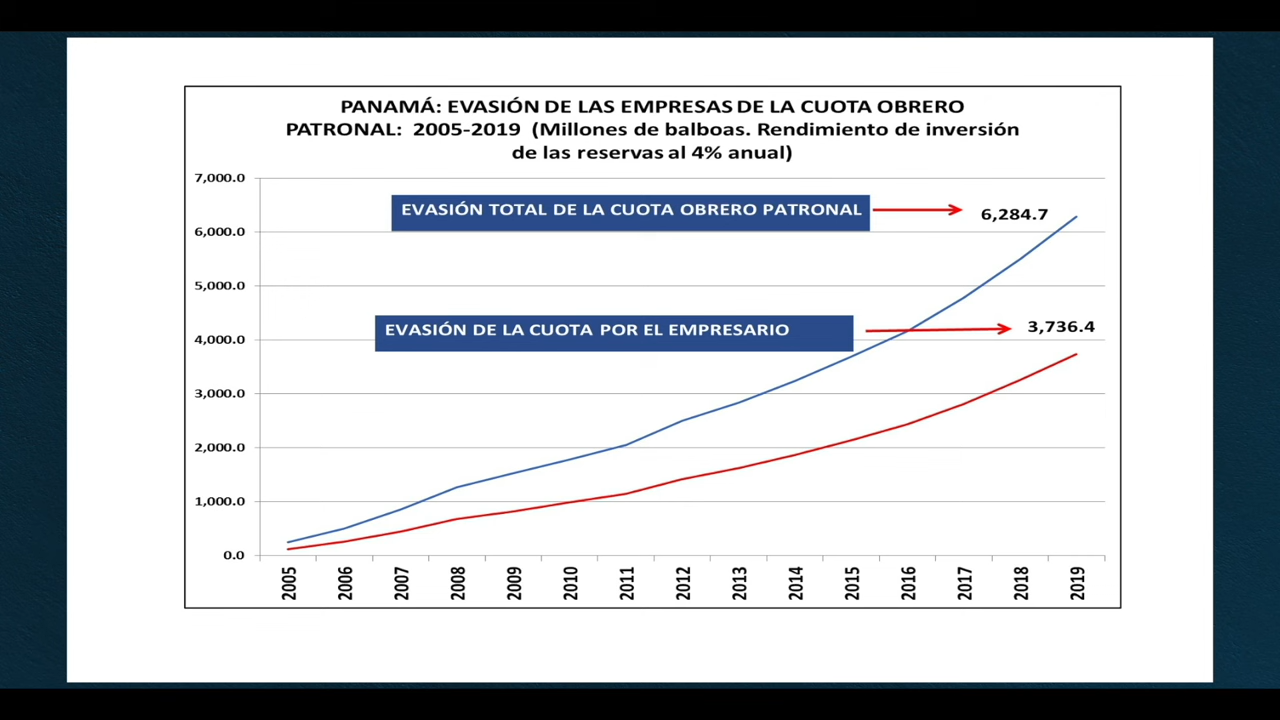 PANAMÁ: EVASIÓN DE LAS EMPRESAS DE LA CUOTA OBRERO
PATRONAL: 2005-2019 (Millones de balboas. Rendimiento de inversión
de las reservas al 4% anual)
7,000.0
EVASIÓN TOTAL DE LA CUOTA OBRERO PATRONAL
6,284.7
6,000.0
5,000.0
EVASIÓN DE LA CUOTA POR EL EMPRESARIO
3,736.4
4,000.0
3,000.0
2,000.0
1,000.0
0.0
2005 2006 2007 2008 2009 2010 2011 2012 2013 2014 2015 2016 2017 2018 2019